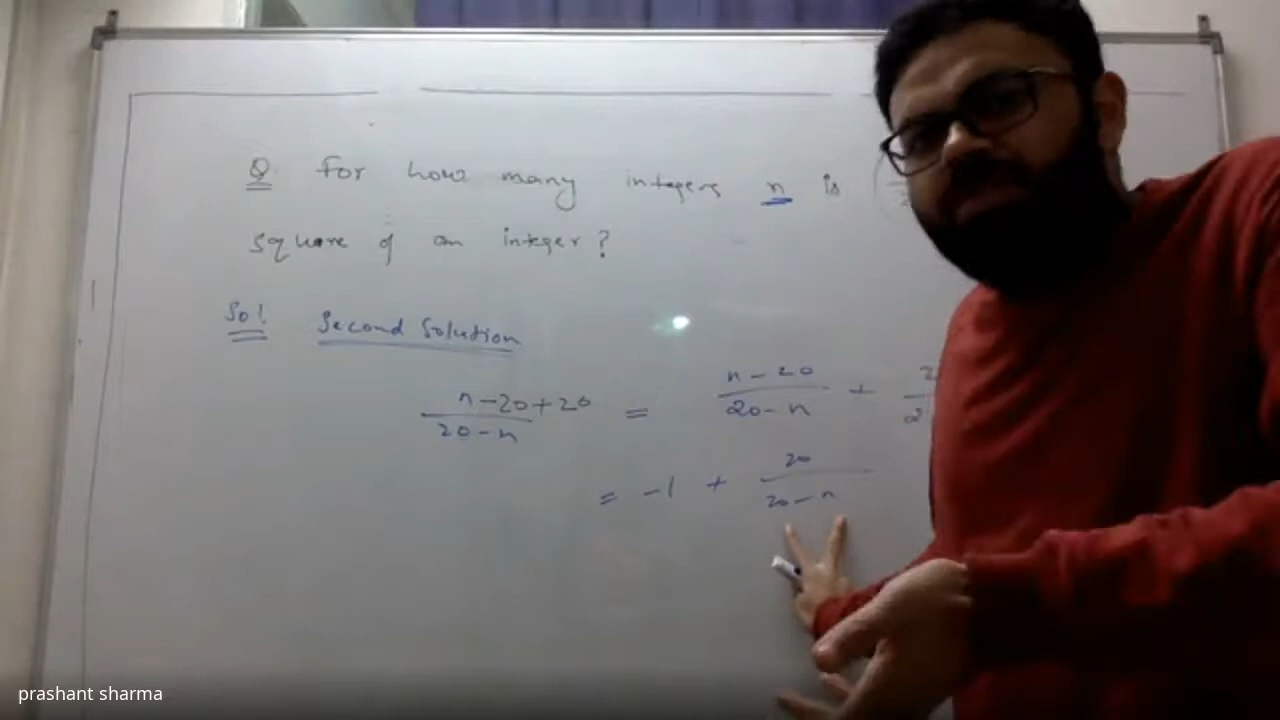 Q For how many integers n is
square of an integer?
Sol Second Solution
n-20+20 / 20-n = n-20 / 20-n +
= -1 + 20 / 20-n
prashant sharma